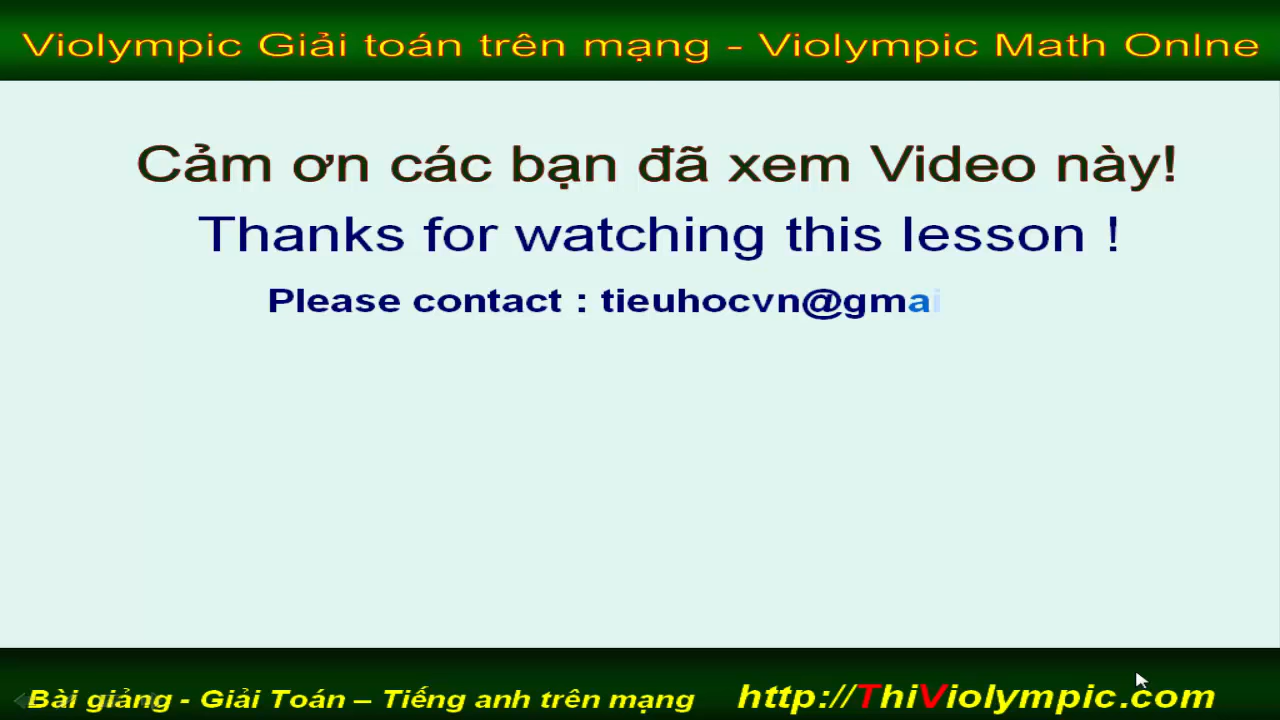 Violympic Giải toán trên mạng - Violympic Math Onlne
Cảm ơn các bạn đã xem Video này!
Thanks for watching this lesson !
Please contact : tieuhocvn@gmai
Bài giảng - Giải Toán – Tiếng anh trên mạng
http://ThiViolympic.com